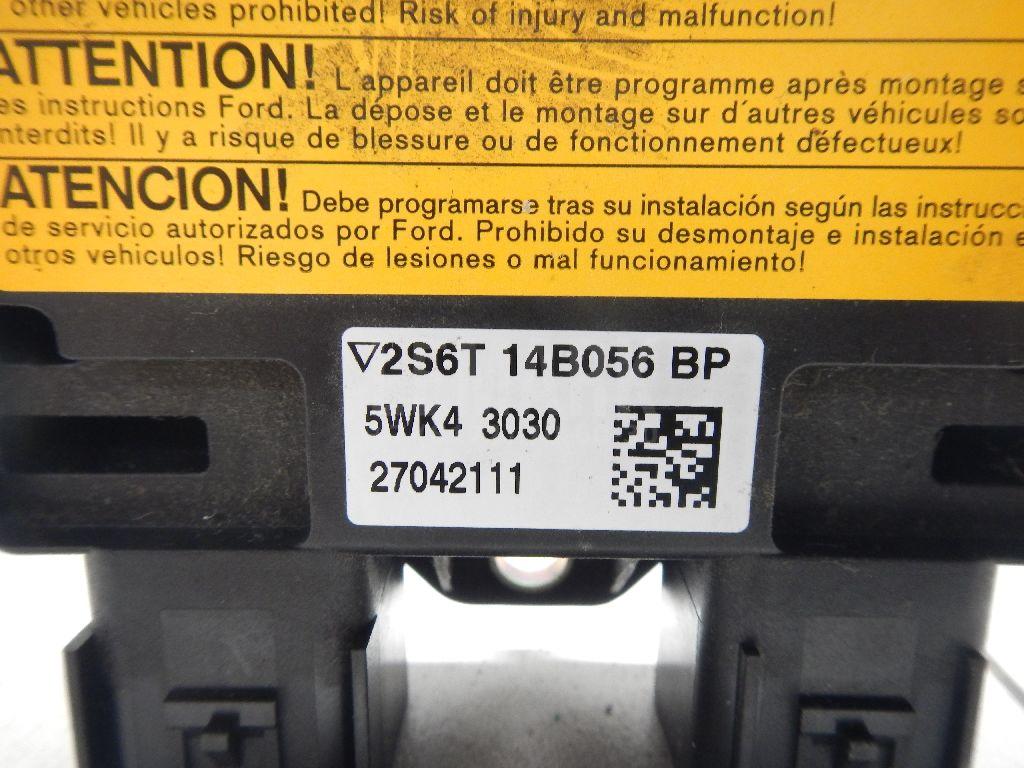 other vehicles prohibited! Risk of injury and malfunction!
ATTENTION! L'appareil doit être programme après montage
instructions Ford. La dépose et le montage sur d'autres véhicules
interdits! Il y a risque de blessure ou de fonctionnement défectueux!
ATENCION! Debe programarse tras su instalación según las instrucc
de servicio autorizados por Ford. Prohibido su desmontaje e instalación e
otros vehiculos! Riesgo de lesiones o mal funcionamiento!
▽2S6T 14B056 BP
5WK4 3030
27042111